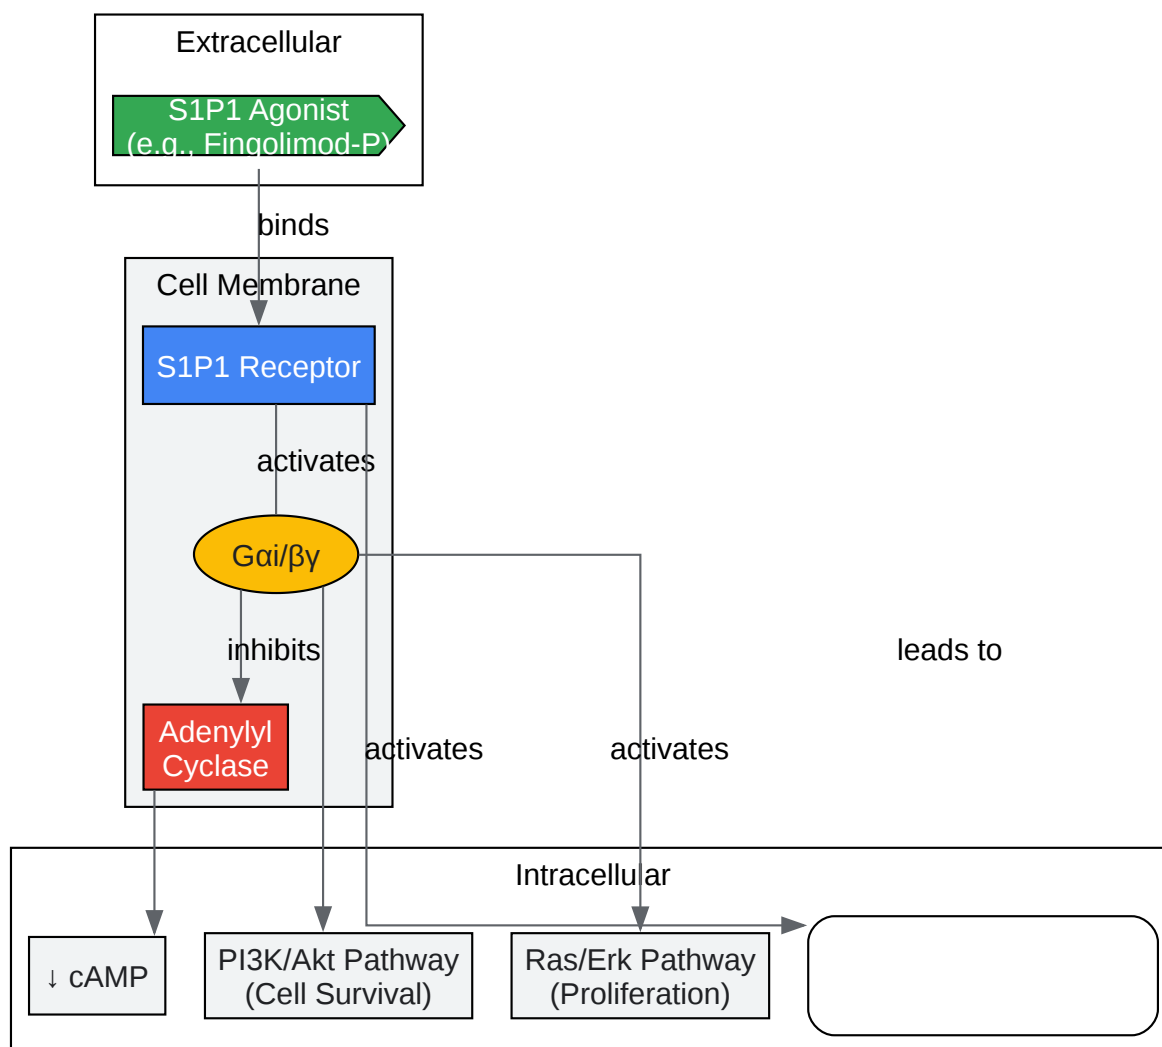 Extracellular
S1P1 Agonist
(e.g., Fingolimod-P)
binds
Cell Membrane
S1P1 Receptor
activates
Gαi/βγ
inhibits
leads to
Adenylyl
Cyclase
activates
activates
Intracellular
↓ cAMP
PI3K/Akt Pathway
(Cell Survival)
Ras/Erk Pathway
(Proliferation)